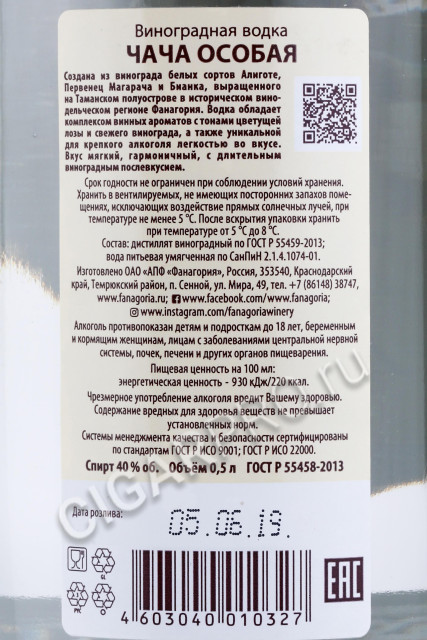 Виноградная водка
ЧАЧА ОСОБАЯ
Создана из винограда белых сортов Алиготе,
Первенец Магарача и Бианка, выращенного
на Таманском полуострове в историческом вино-
дельческом регионе Фанагория. Водка обладает
комплексом винных ароматов с тонами цветущей
лозы и свежего винограда, а также уникальной
для крепкого алкоголя легкостью во вкусе.
Вкус мягкий, гармоничный, с длительным
виноградным послевкусием.
Срок годности не ограничен при соблюдении условий хранения.
Хранить в вентилируемых, не имеющих посторонних запахов поме-
щениях, исключающих воздействие прямых солнечных лучей, при
температуре не менее 5 °С. После вскрытия упаковки хранить
при температуре от 5 °С до 8 °С.
Состав: дистиллят виноградный по ГОСТ Р 55459-2013;
вода питьевая умягченная по СанПиН 2.1.4.1074-01.
Изготовлено ОАО «АПФ «Фанагория», Россия, 353540, Краснодарский
край, Темрюкский район, п. Сенной, ул. Мира, 49, тел. +7 (86148) 38747,
www.fanagoria.ru; www.facebook.com/www.fanagoria;
www.instagram.com/fanagoriawinery
Алкоголь противопоказан детям и подросткам до 18 лет, беременным
и кормящим женщинам, лицам с заболеваниями центральной нервной
системы, почек, печени и других органов пищеварения.
Пищевая ценность на 100 мл:
энергетическая ценность - 930 кДж/220 ккал.
Чрезмерное употребление алкоголя вредит Вашему здоровью.
Содержание вредных для здоровья веществ не превышает
установленных норм.
Системы менеджмента качества и безопасности сертифицированы
по стандартам ГОСТ Р ИСО 9001; ГОСТ Р ИСО 22000.
Спирт 40 % об. Объём 0,5 л ГОСТ Р 55458-2013
Дата розлива: 05.06.19.
EAC
4 603040 010327
CIGARPRO.ru